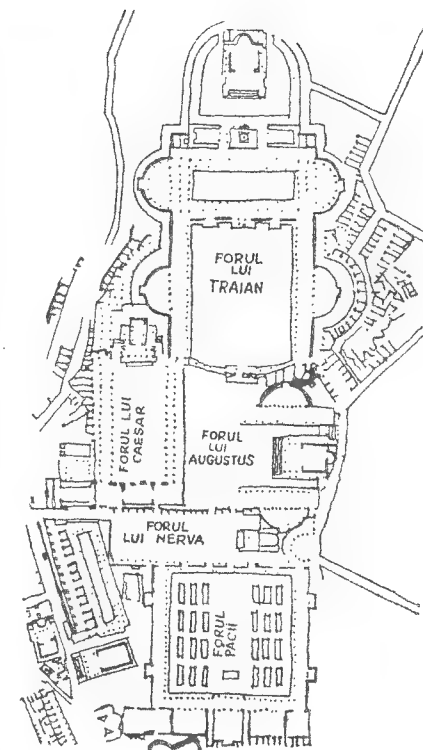 FORUL
LUI
TRAIAN
FORUL LUI
CAESAR
FORUL
LUI
AUGUSTUS
FORUL
LUI NERVA
FORUL
PACII